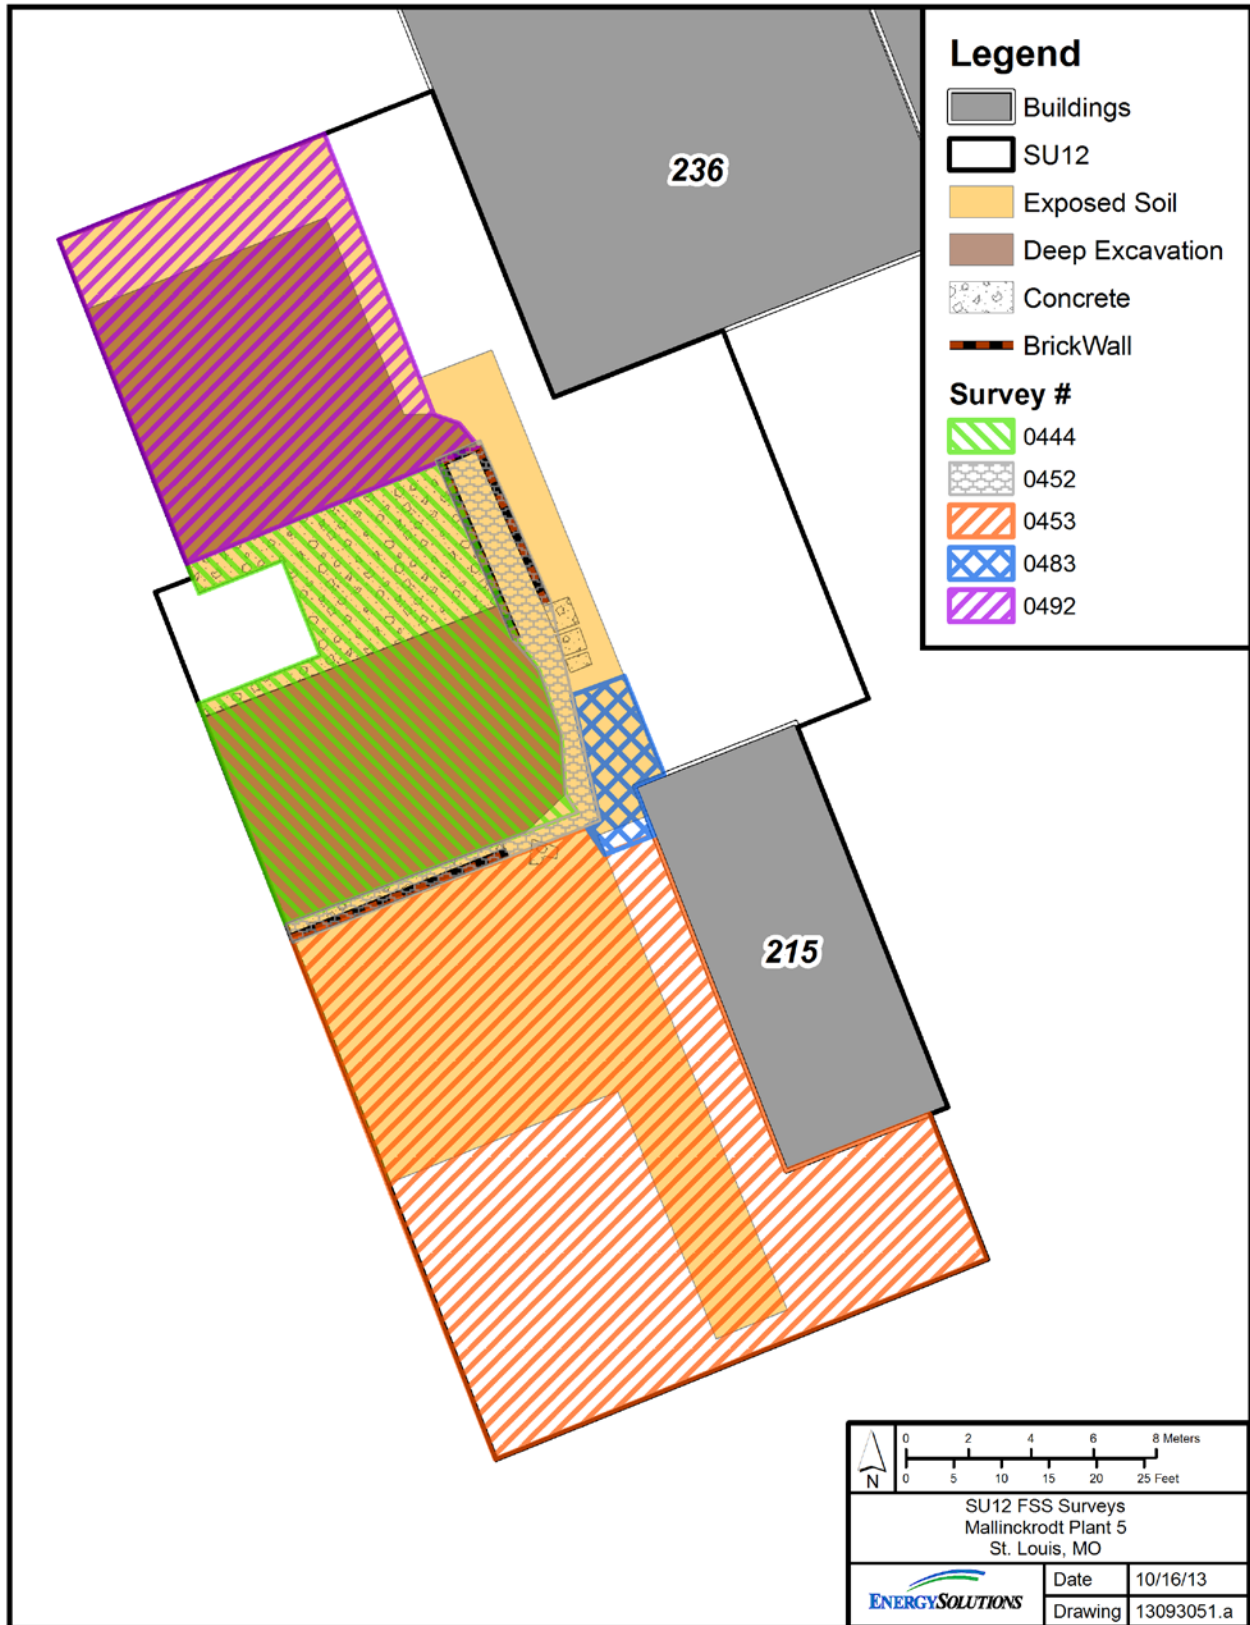 236
215
Legend
Buildings
SU12
Exposed Soil
Deep Excavation
Concrete
BrickWall
Survey #
0444
0452
0453
0483
0492
0 2 4 6 8 Meters
0 5 10 15 20 25 Feet
N
SU12 FSS Surveys
Mallinckrodt Plant 5
St. Louis, MO
ENERGYSOLUTIONS
Date 10/16/13
Drawing 13093051.a